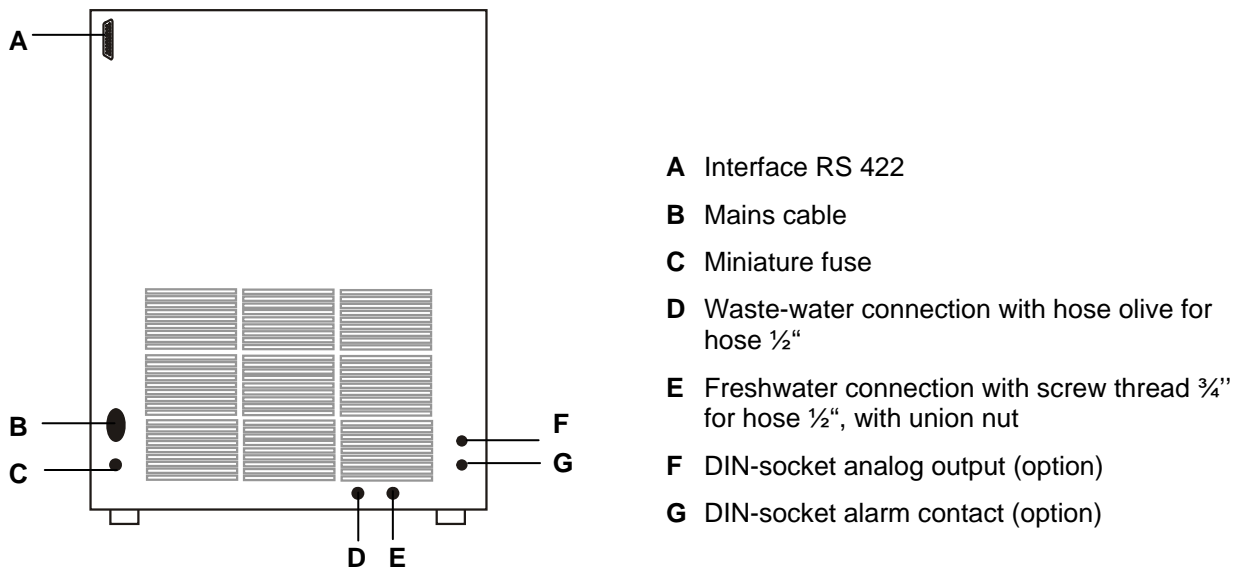 A
B
C
D E
F
G
A Interface RS 422
B Mains cable
C Miniature fuse
D Waste-water connection with hose olive for
hose ½“
E Freshwater connection with screw thread ¾’’
for hose ½“, with union nut
F DIN-socket analog output (option)
G DIN-socket alarm contact (option)